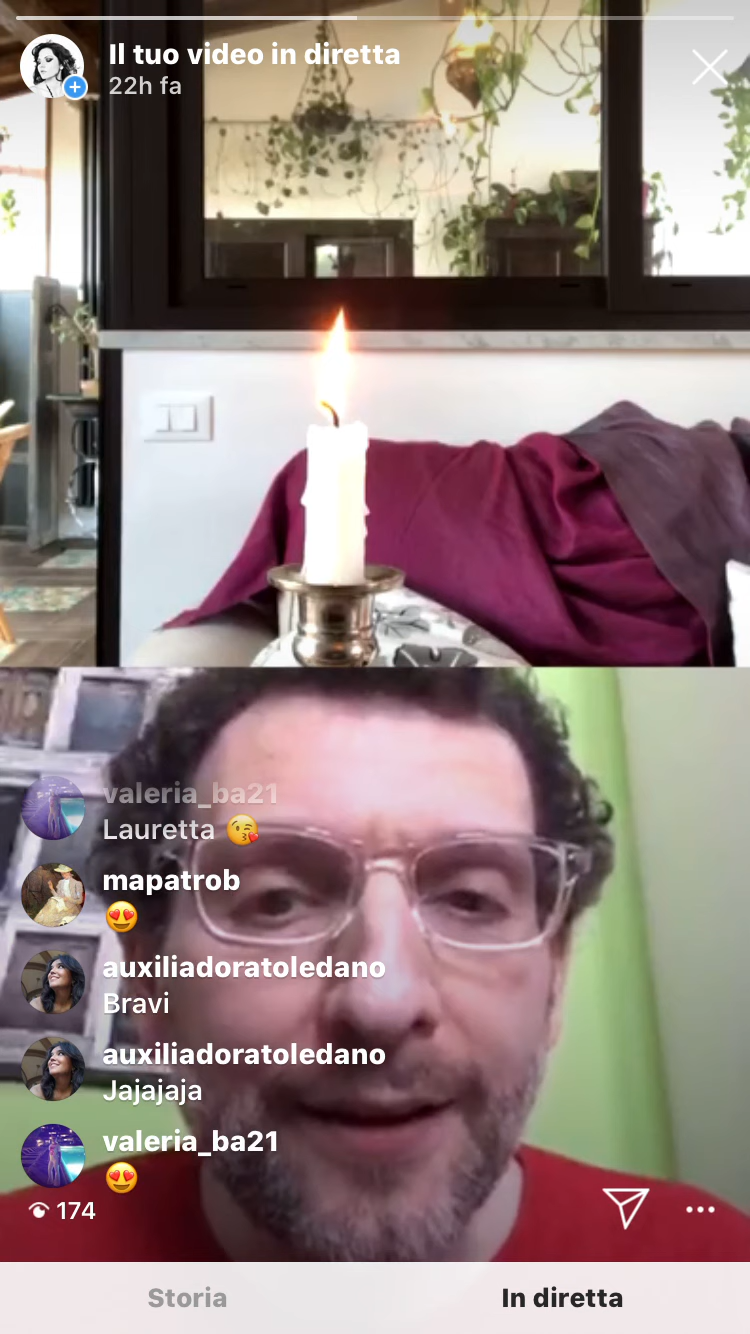 Il tuo video in diretta
22h fa
valeria_ba21
Lauretta 😘
mapatrob
😍
auxiliadoratoledano
Bravi
auxiliadoratoledano
Jajajaja
valeria_ba21
😍
174
Storia
In diretta